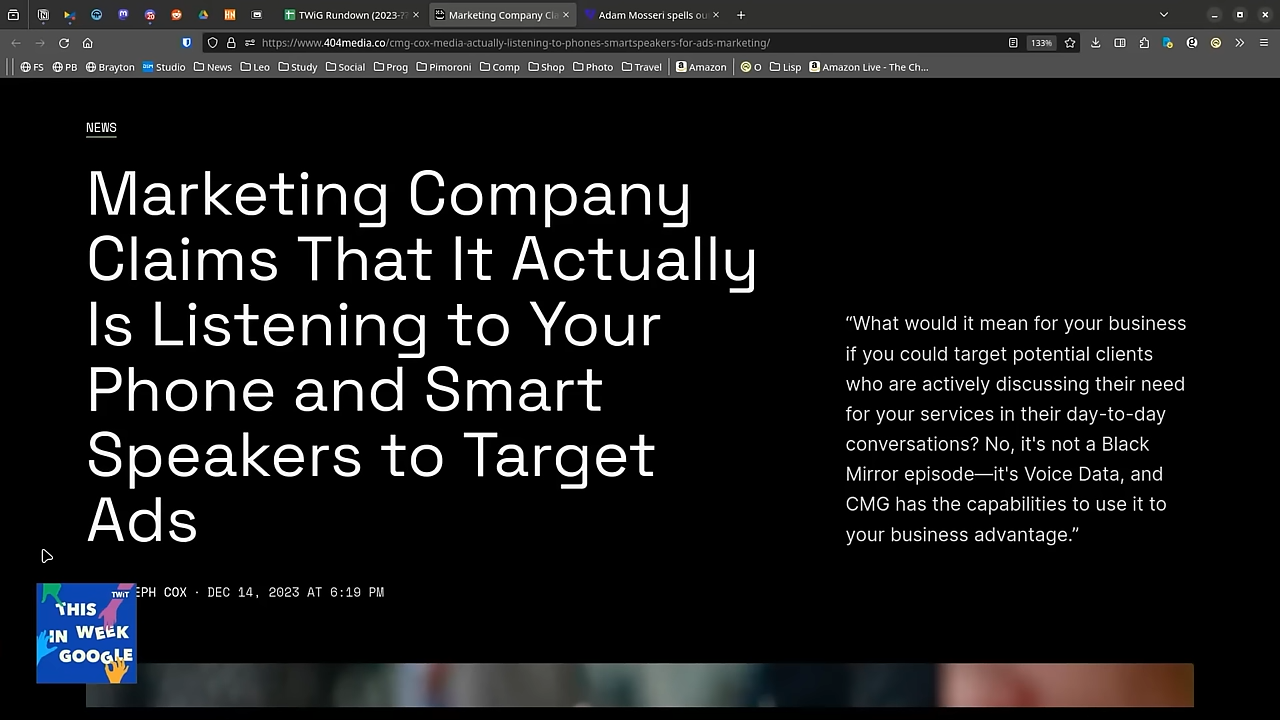 TWiG Rundown (2023-??
Marketing Company Cl
Adam Mosseri spells ou
https://www.404media.co/cmg-cox-media-actually-listening-to-phones-smartspeakers-for-ads-marketing/
133%
FS PB Brayton Studio News Leo Study Social Prog Pimoroni Comp Shop Photo Travel Amazon O Lisp Amazon Live - The Ch...
NEWS
Marketing Company
Claims That It Actually
Is Listening to Your
Phone and Smart
Speakers to Target
Ads
“What would it mean for your business
if you could target potential clients
who are actively discussing their need
for your services in their day-to-day
conversations? No, it's not a Black
Mirror episode—it's Voice Data, and
CMG has the capabilities to use it to
your business advantage.”
EPH COX · DEC 14, 2023 AT 6:19 PM
TWiT
THIS
IN WEEK
GOOGLE